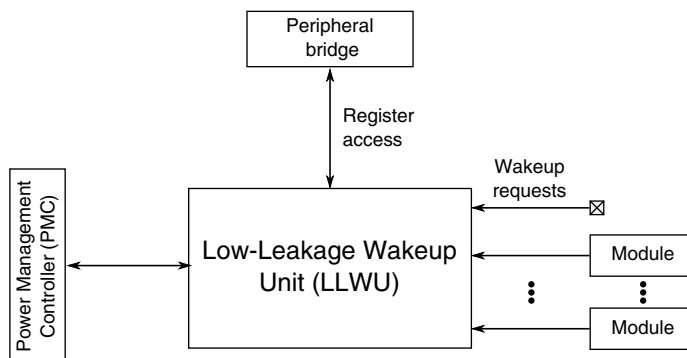 Peripheral
bridge
Register
access
Wakeup
requests
Power Management
Controller (PMC)
Low-Leakage Wakeup
Unit (LLWU)
Module
Module